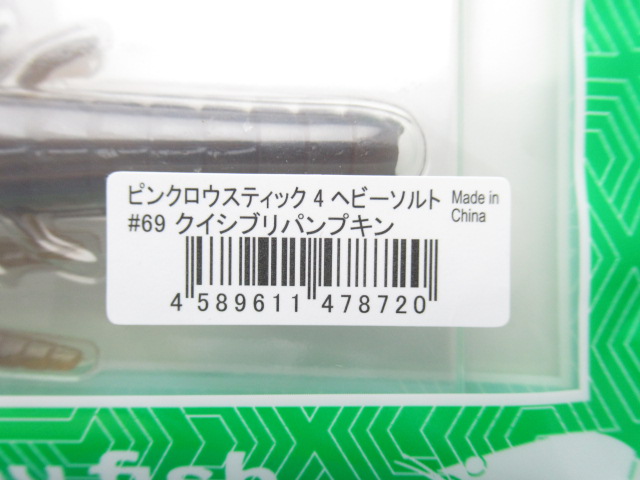 ピンクロウスティック 4 ヘビーソルト Made in China
#69 クイシブリパンプキン
4 589611 478720
fish